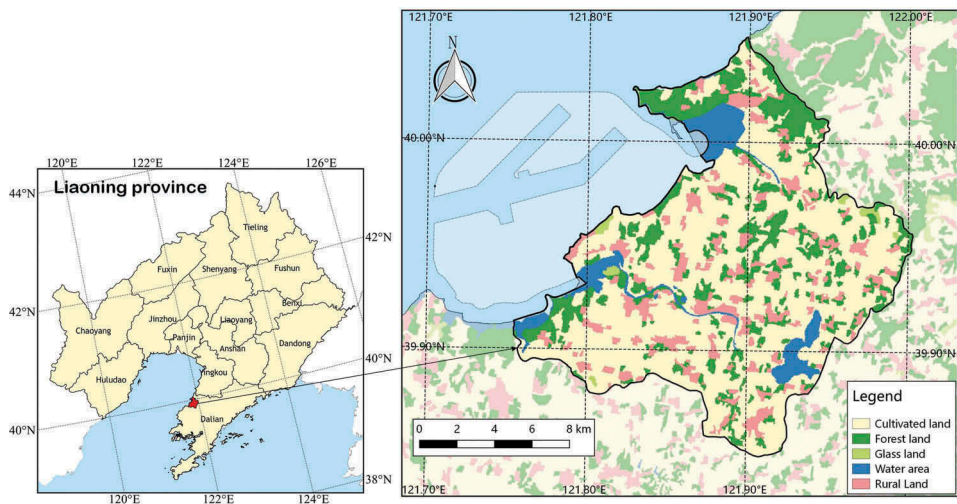 121.70°E
121.80°E
121.90°E
122.00°E
N
40.00°N
40.00°N
39.90°N
39.90°N
121.70°E
121.80°E
121.90°E
0 2 4 6 8 km
Legend
Cultivated land
Forest land
Glass land
Water area
Rural Land
120°E
122°E
124°E
126°E
44°N
42°N
40°N
Liaoning province
Tieling
Fuxin
Shenyang
Fushun
Benxi
Chaoyang
Jinzhou
Liaoyang
Panjin
Anshan
Dandong
Huludao
Yingkou
Dalian
42°N
40°N
38°N
120°E
122°E
124°E